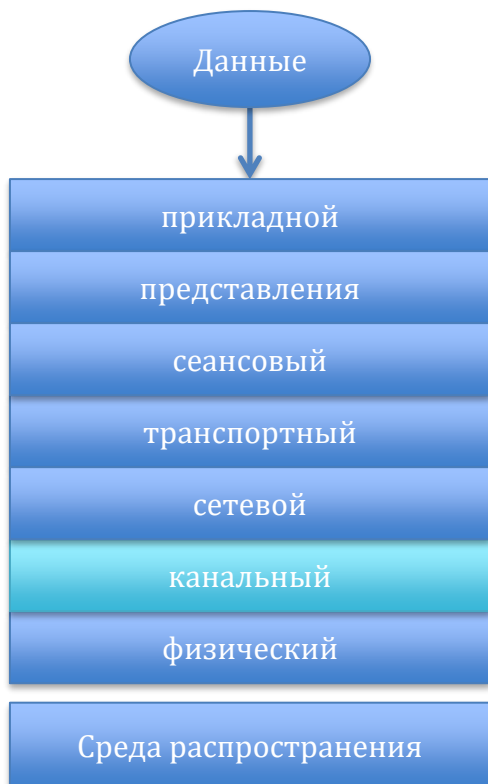 Данные
прикладной
представления
сеансовый
транспортный
сетевой
канальный
физический
Среда распространения